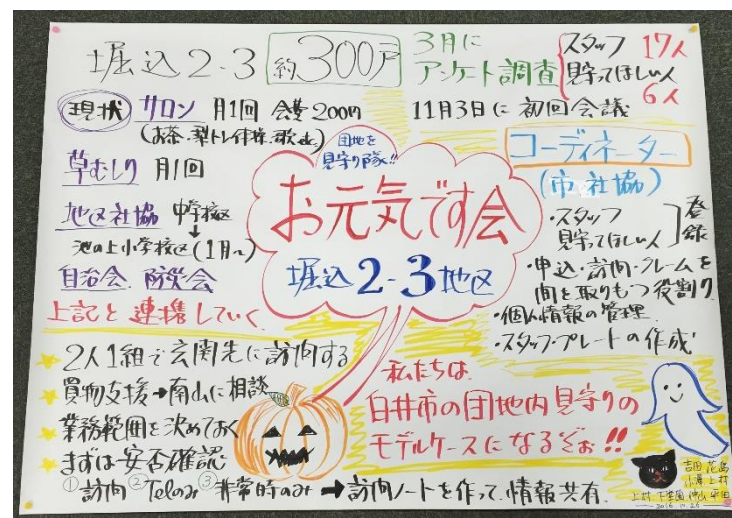 堀込2-3 約300戸
3月に
アンケート調査
スタッフ 17人
見守ってほしい人
6人
現状 サロン 月1回 会費200円
(お茶・梨トレ体操・歌 )
11月3日に 初回会議
草むしり 月1回
地区社協 中学校区
↓
池の上小学校区(1月~)
自治会 防災会
上記と連携していく
団地を
見守り隊!!
お元気です会
堀込2-3地区
コーディネーター
(市 社協)
・スタッフ
見守ってほしい人 ]登録
・申込・訪問・クレームを
間を取りもつ役割り
・個人情報の管理
・スタッフ・プレートの作成
★2人1組で玄関先に訪問する
★買物支援→南山に相談
★業務範囲を決めておく
★まずは安否確認
①訪問 ②Telのみ ③非常時のみ→訪問ノートを作って、情報共有
私たちは
白井市の団地内見守りの
モデルケースになるぞぉ!!
吉田
上村